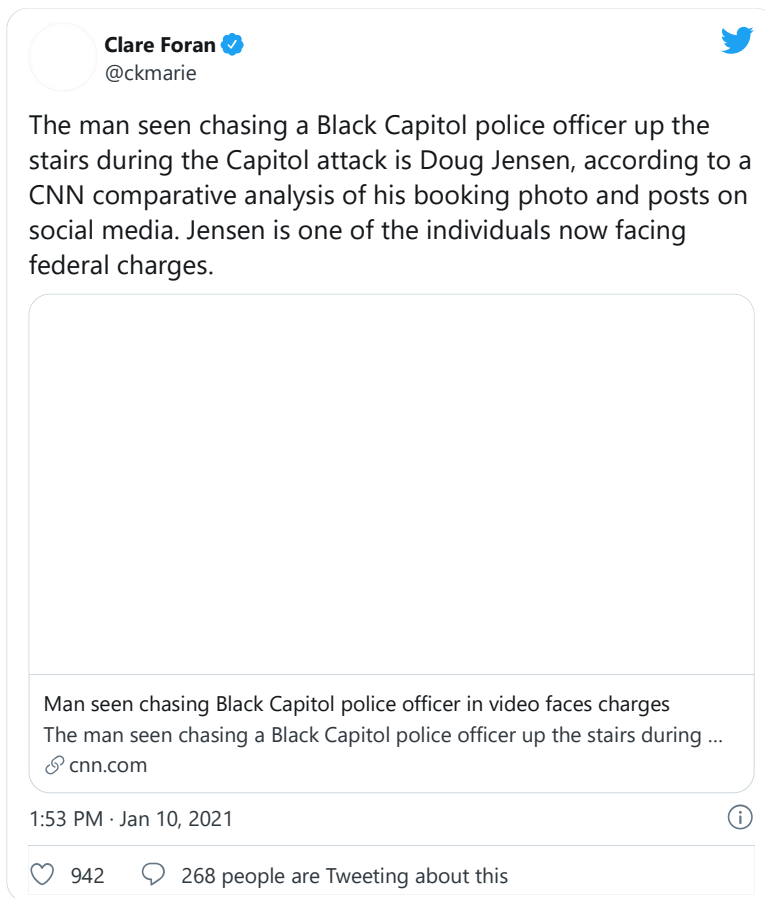 Clare Foran
@ckmarie
The man seen chasing a Black Capitol police officer up the
stairs during the Capitol attack is Doug Jensen, according to a
CNN comparative analysis of his booking photo and posts on
social media. Jensen is one of the individuals now facing
federal charges.
Man seen chasing Black Capitol police officer in video faces charges
The man seen chasing a Black Capitol police officer up the stairs during ...
cnn.com
1:53 PM · Jan 10, 2021
942 268 people are Tweeting about this